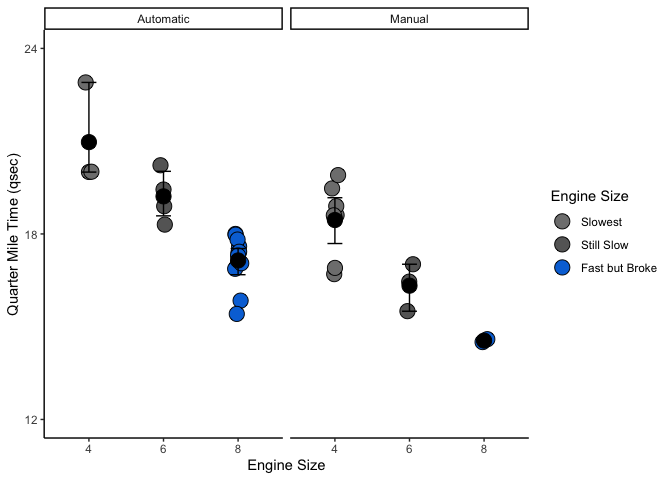 Automatic
Manual
24
18
12
Quarter Mile Time (qsec)
4
6
8
4
6
8
Engine Size
Engine Size
Slowest
Still Slow
Fast but Broke